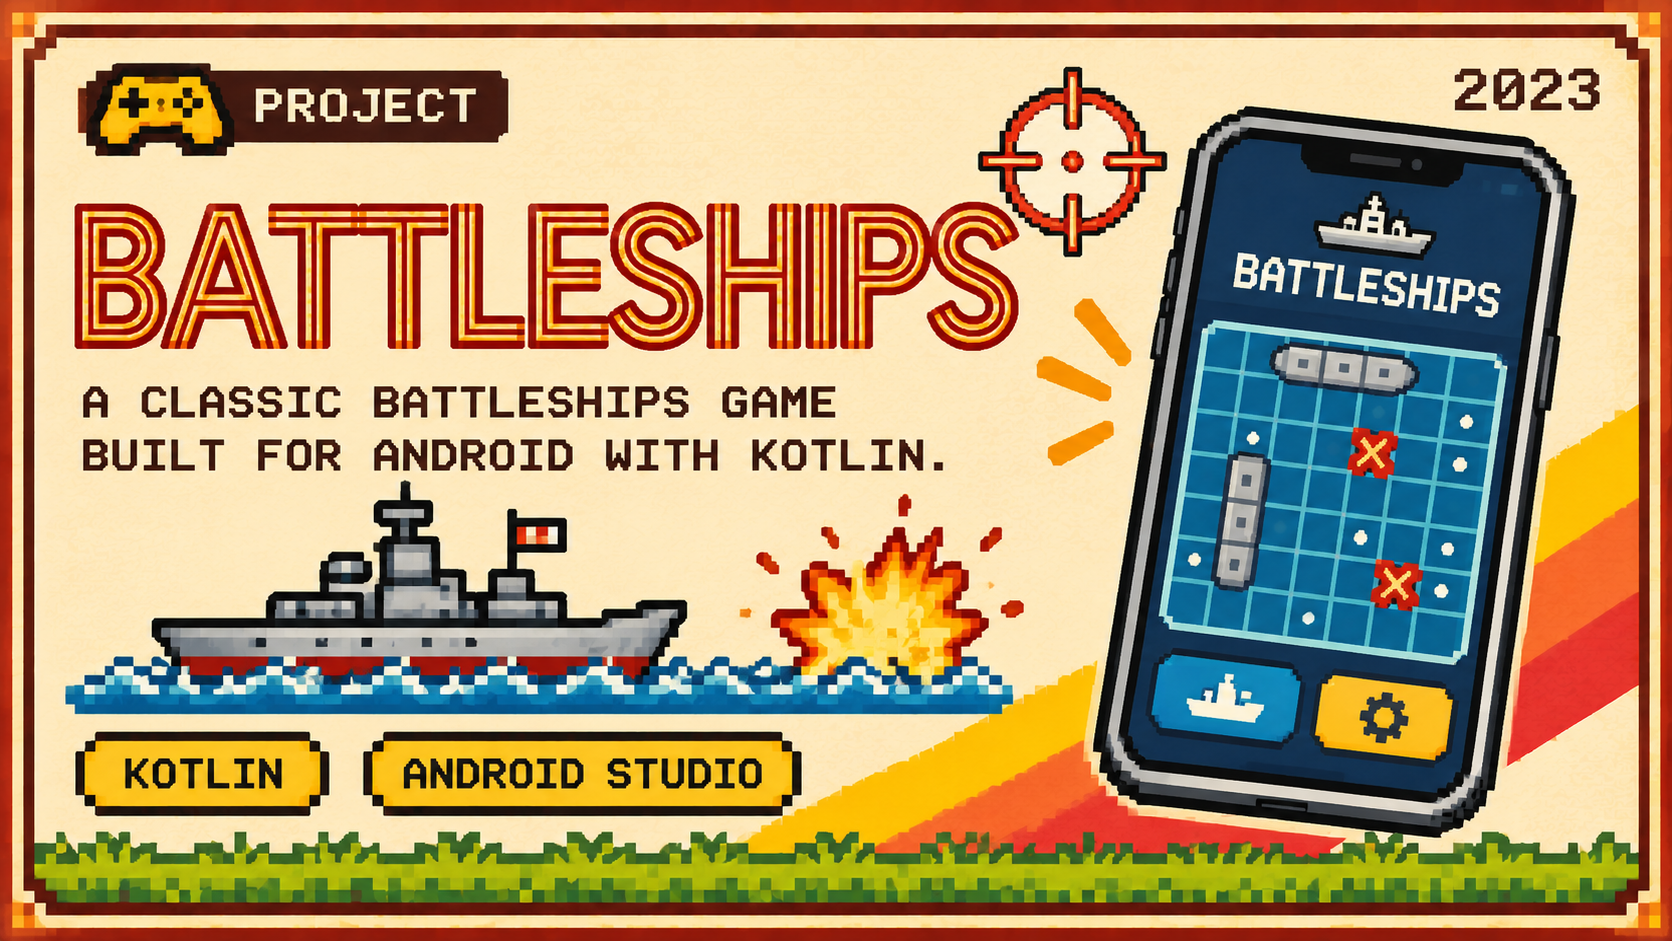 PROJECT
2023
BATTLESHIPS
A CLASSIC BATTLESHIPS GAME
BUILT FOR ANDROID WITH KOTLIN.
KOTLIN
ANDROID STUDIO
BATTLESHIPS